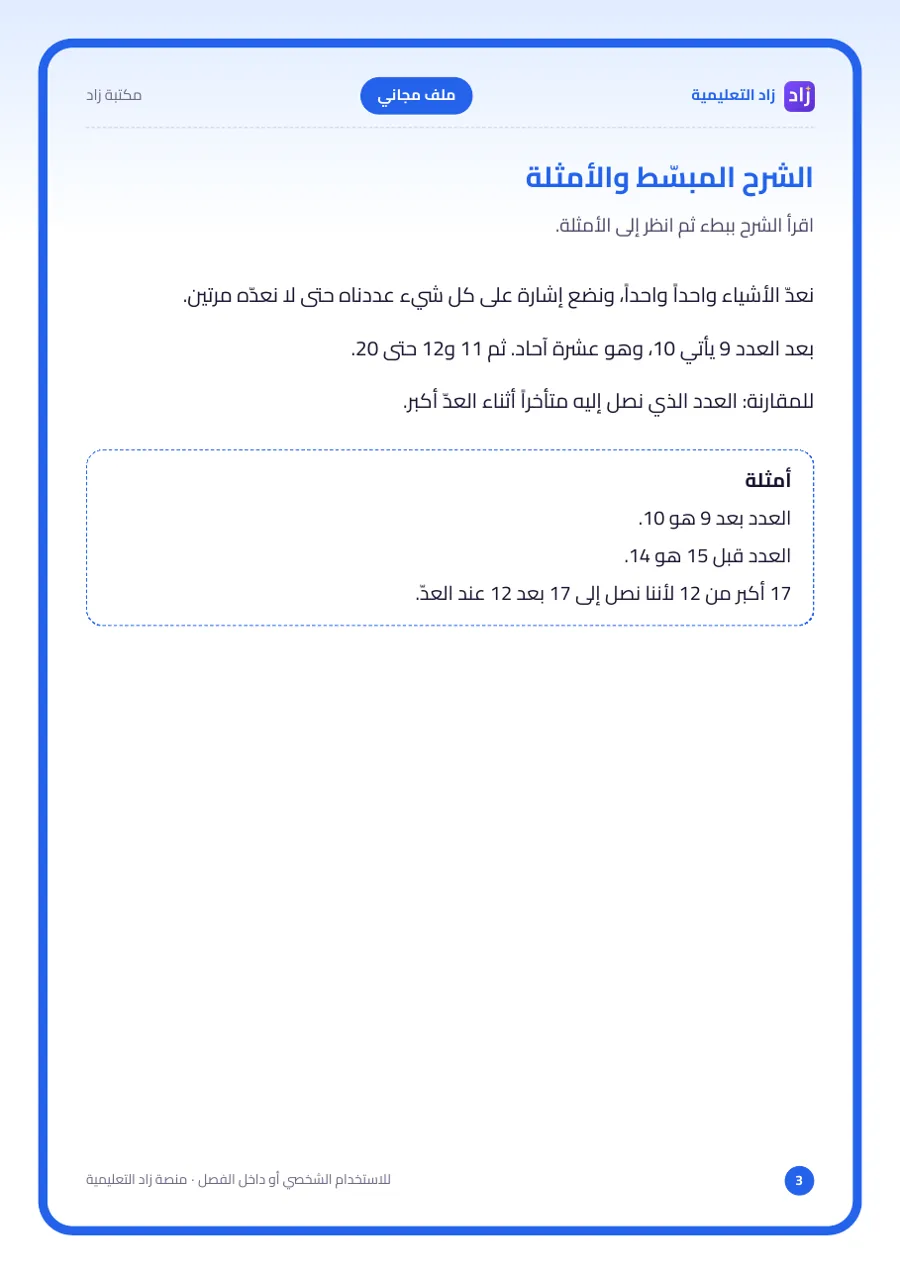 زاد
زاد التعليمية
ملف مجاني
مكتبة زاد
الشرح المبسّط والأمثلة
اقرأ الشرح ببطء ثم انظر إلى الأمثلة.
نعدّ الأشياء واحداً واحداً، ونضع إشارة على كل شيء عددناه حتى لا نعدّه مرتين.
بعد العدد 9 يأتي 10، وهو عشرة آحاد. ثم 11 و12 حتى 20.
للمقارنة: العدد الذي نصل إليه متأخراً أثناء العدّ أكبر.
أمثلة
العدد بعد 9 هو 10.
العدد قبل 15 هو 14.
17 أكبر من 12 لأننا نصل إلى 17 بعد 12 عند العدّ.
3
للاستخدام الشخصي أو داخل الفصل · منصة زاد التعليمية